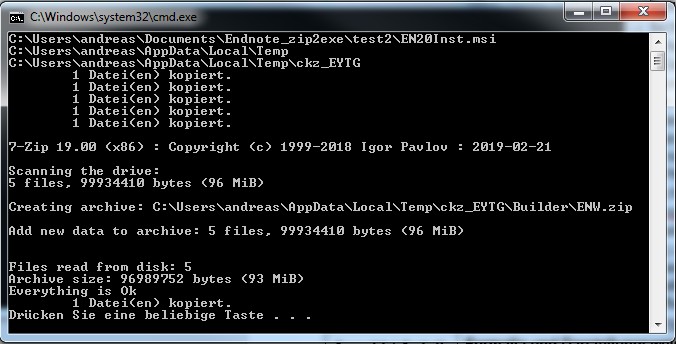 C:\Windows\system32\cmd.exe
C:\Users\andreas\Documents\Endnote_zip2exe\test2\EN20Inst.msi
C:\Users\andreas\AppData\Local\Temp
C:\Users\andreas\AppData\Local\Temp\ckz_EYTG
1 Datei(en) kopiert.
1 Datei(en) kopiert.
1 Datei(en) kopiert.
1 Datei(en) kopiert.
1 Datei(en) kopiert.
7-Zip 19.00 (x86) : Copyright (c) 1999-2018 Igor Pavlov : 2019-02-21
Scanning the drive:
5 files, 99934410 bytes (96 MiB)
Creating archive: C:\Users\andreas\AppData\Local\Temp\ckz_EYTG\Builder\ENW.zip
Add new data to archive: 5 files, 99934410 bytes (96 MiB)
Files read from disk: 5
Archive size: 96989752 bytes (93 MiB)
Everything is Ok
1 Datei(en) kopiert.
Drücken Sie eine beliebige Taste . . .